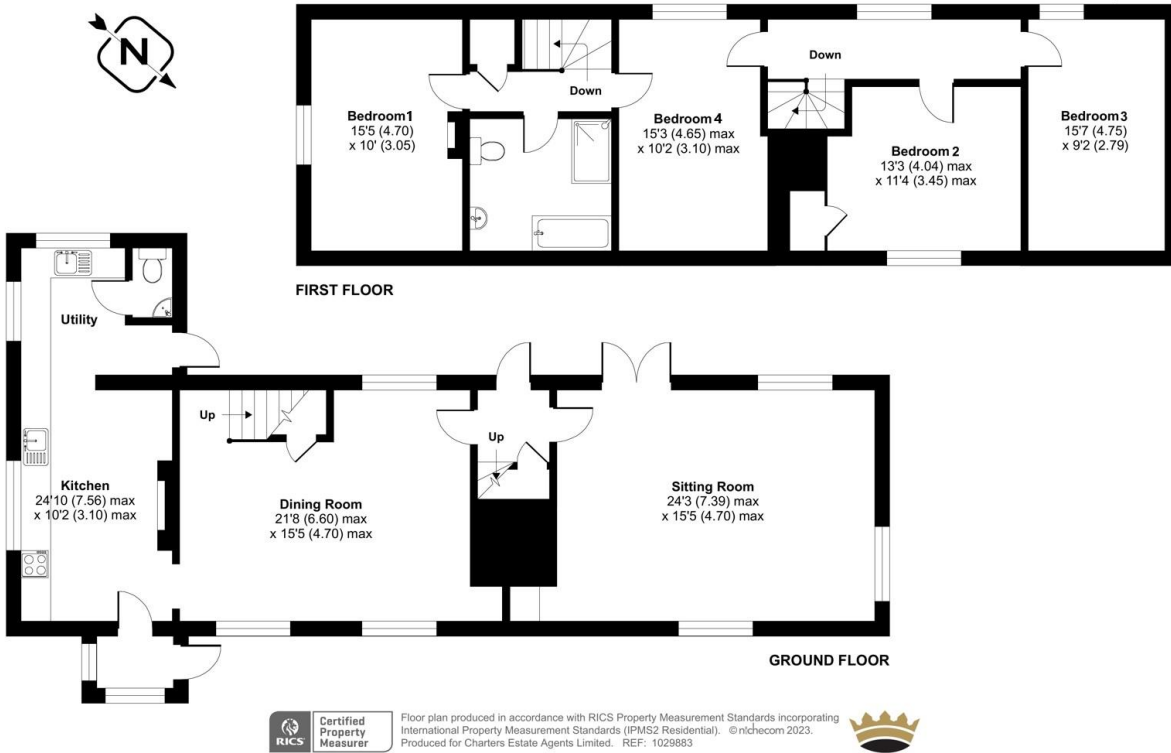 N
Bedroom1
15'5 (4.70)
x 10' (3.05)
Down
Bedroom 4
15'3 (4.65) max
x 10'2 (3.10) max
Down
Bedroom 2
13'3 (4.04) max
x 11'4 (3.45) max
Bedroom3
15'7 (4.75)
x 9'2 (2.79)
FIRST FLOOR
Utility
Kitchen
24'10 (7.56) max
x 10'2 (3.10) max
Up
Dining Room
21'8 (6.60) max
x 15'5 (4.70) max
Up
Sitting Room
24'3 (7.39) max
x 15'5 (4.70) max
GROUND FLOOR
RICS
Certified
Property
Measurer
Floor plan produced in accordance with RICS Property Measurement Standards incorporating
International Property Measurement Standards (IPMS2 Residential). © nichecom 2023.
Produced for Charters Estate Agents Limited. REF: 1029883